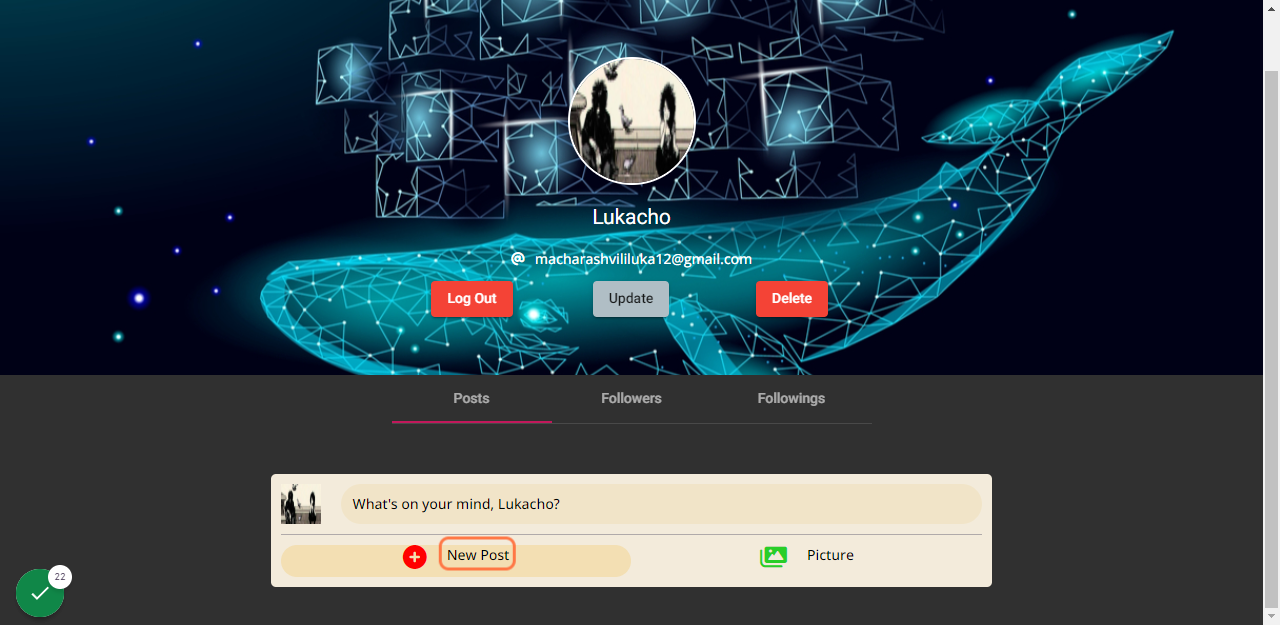 Lukacho
macharashvililuka12@gmail.com
Log Out Update Delete
Posts Followers Followings
What's on your mind, Lukacho?
New Post Picture
22